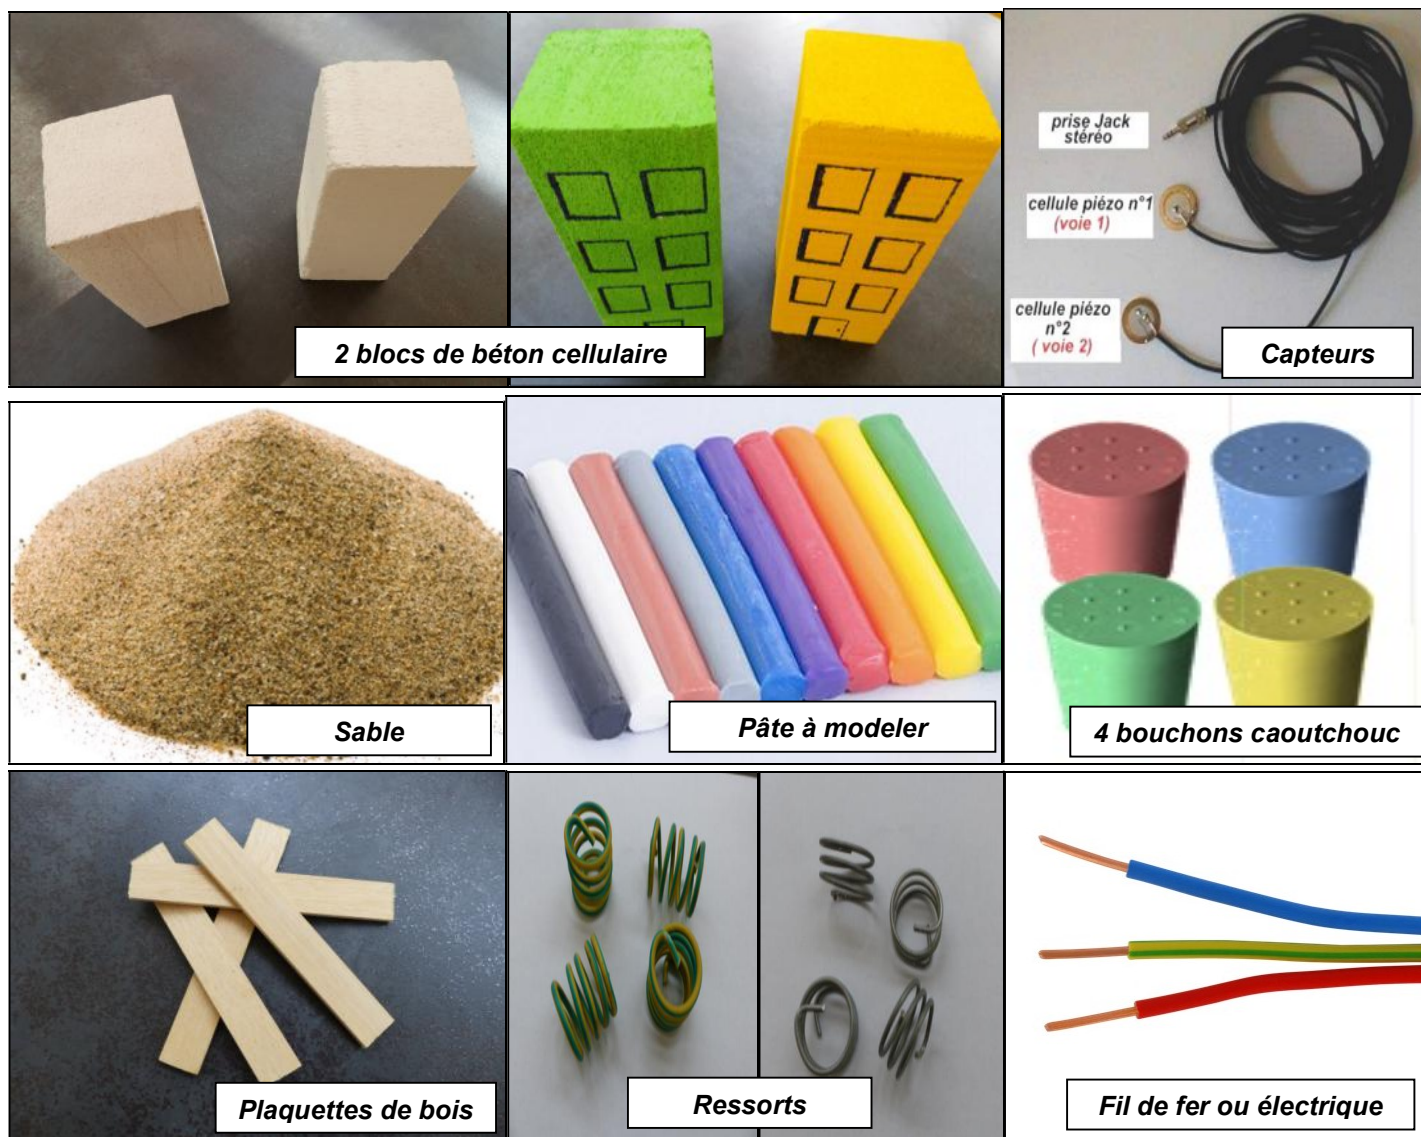 2 blocs de béton cellulaire
prise Jack
stéréo
cellule piézo n°1
(voie 1)
cellule piézo
n°2
( voie 2)
Capteurs
Sable
Pâte à modeler
4 bouchons caoutchouc
Plaquettes de bois
Ressorts
Fil de fer ou électrique